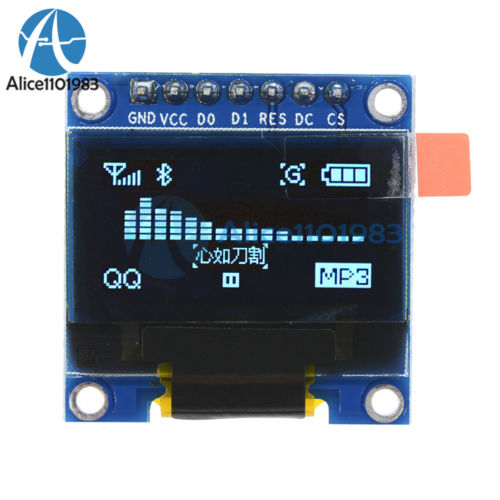 Alice1101983
GND VCC D0 D1 RES DC CS
G
Alice1101983
心如刀割
QQ
MP3